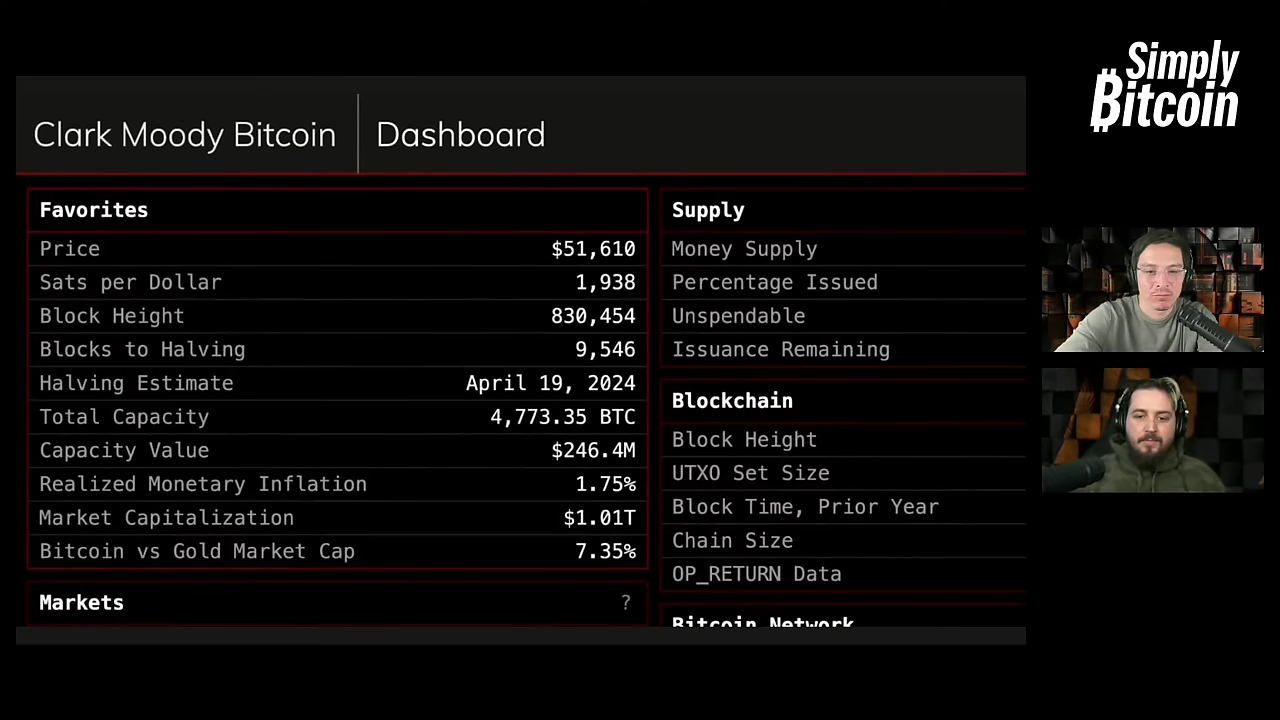 Simply
Bitcoin
Clark Moody Bitcoin Dashboard
Favorites
Price $51,610
Sats per Dollar 1,938
Block Height 830,454
Blocks to Halving 9,546
Halving Estimate April 19, 2024
Total Capacity 4,773.35 BTC
Capacity Value $246.4M
Realized Monetary Inflation 1.75%
Market Capitalization $1.01T
Bitcoin vs Gold Market Cap 7.35%
Markets ?
Supply
Money Supply
Percentage Issued
Unspendable
Issuance Remaining
Blockchain
Block Height
UTXO Set Size
Block Time, Prior Year
Chain Size
OP_RETURN Data
Bitcoin Network